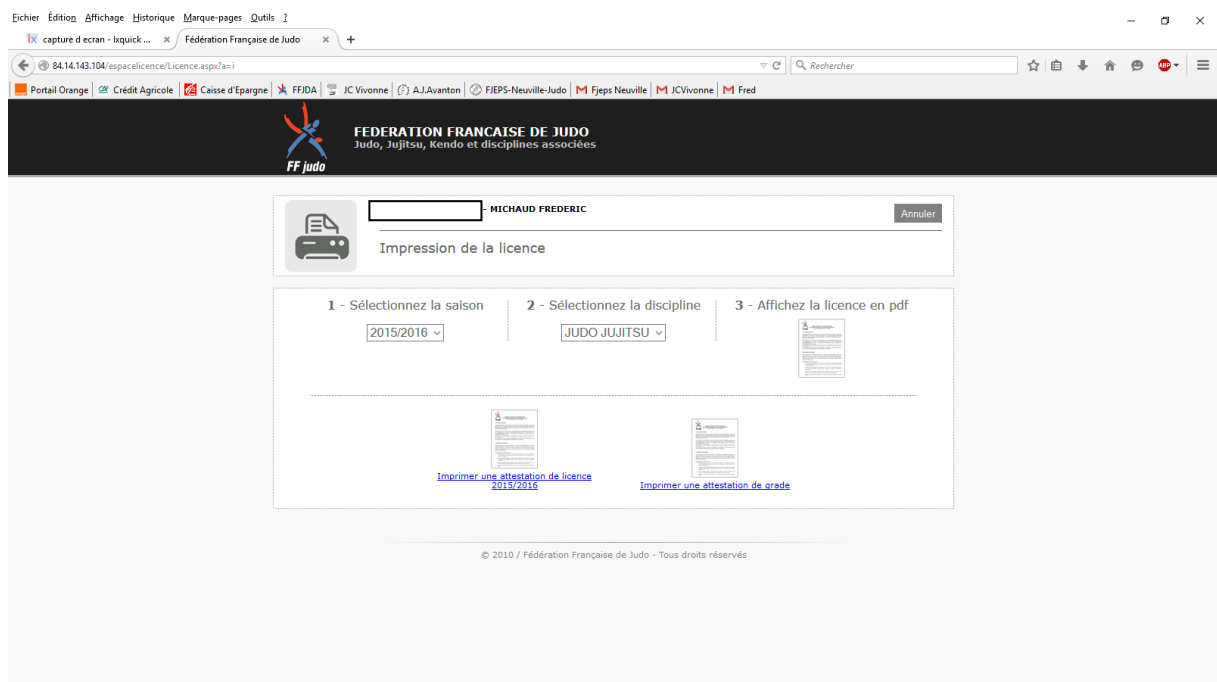 Eichier Édition Affichage Historique Marque-pages Outils ?
capture d ecran - Ixquick ...
Fédération Française de Judo
84.14.143.104/espacelicence/Licence.aspx?a=i
Rechercher
ABP
Portail Orange Crédit Agricole Caisse d'Epargne FFJDA JC Vivonne A.J.Avanton FJEPS-Neuville-Judo Fjeps Neuville JCVivonne Fred
FEDERATION FRANCAISE DE JUDO
Judo, Jujitsu, Kendo et disciplines associées
FF judo
- MICHAUD FREDERIC
Annuler
Impression de la licence
1 - Sélectionnez la saison
2015/2016
2 - Sélectionnez la discipline
JUDO JUJITSU
3 - Affichez la licence en pdf
Imprimer une attestation de licence
2015/2016
Imprimer une attestation de grade
© 2010 / Fédération Française de Judo - Tous droits réservés